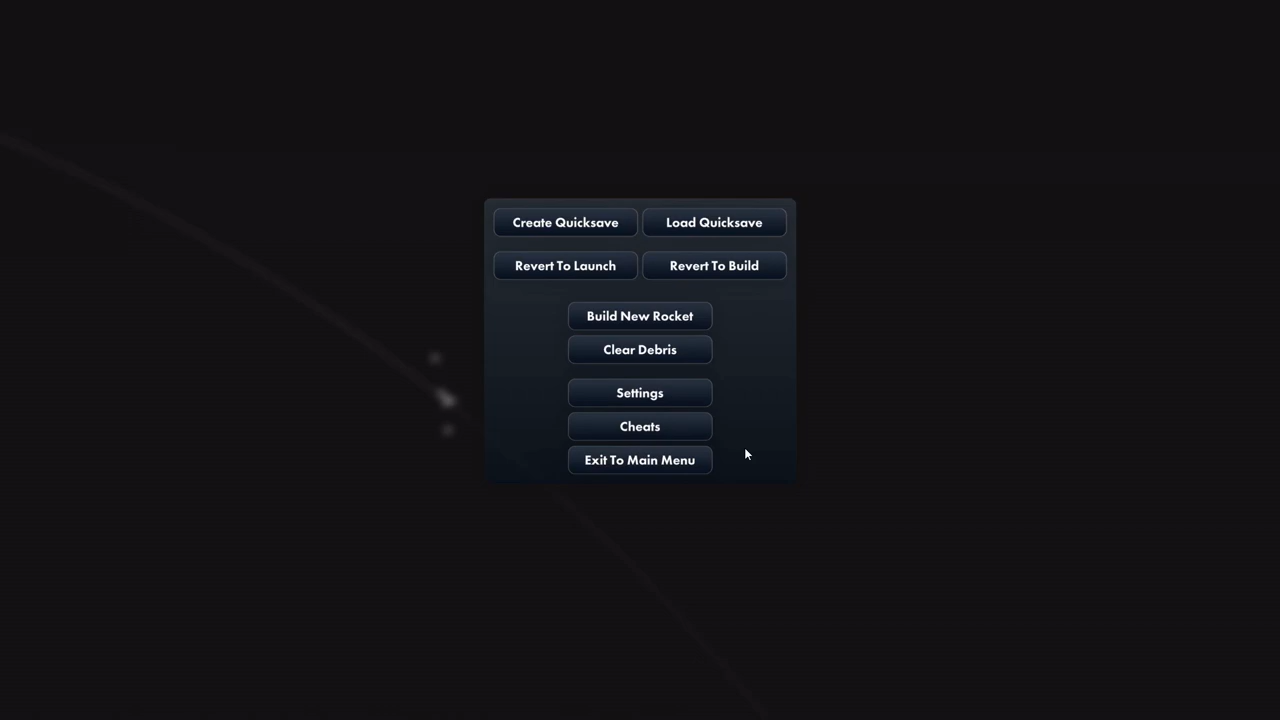 Create Quicksave Load Quicksave
Revert To Launch Revert To Build
Build New Rocket
Clear Debris
Settings
Cheats
Exit To Main Menu